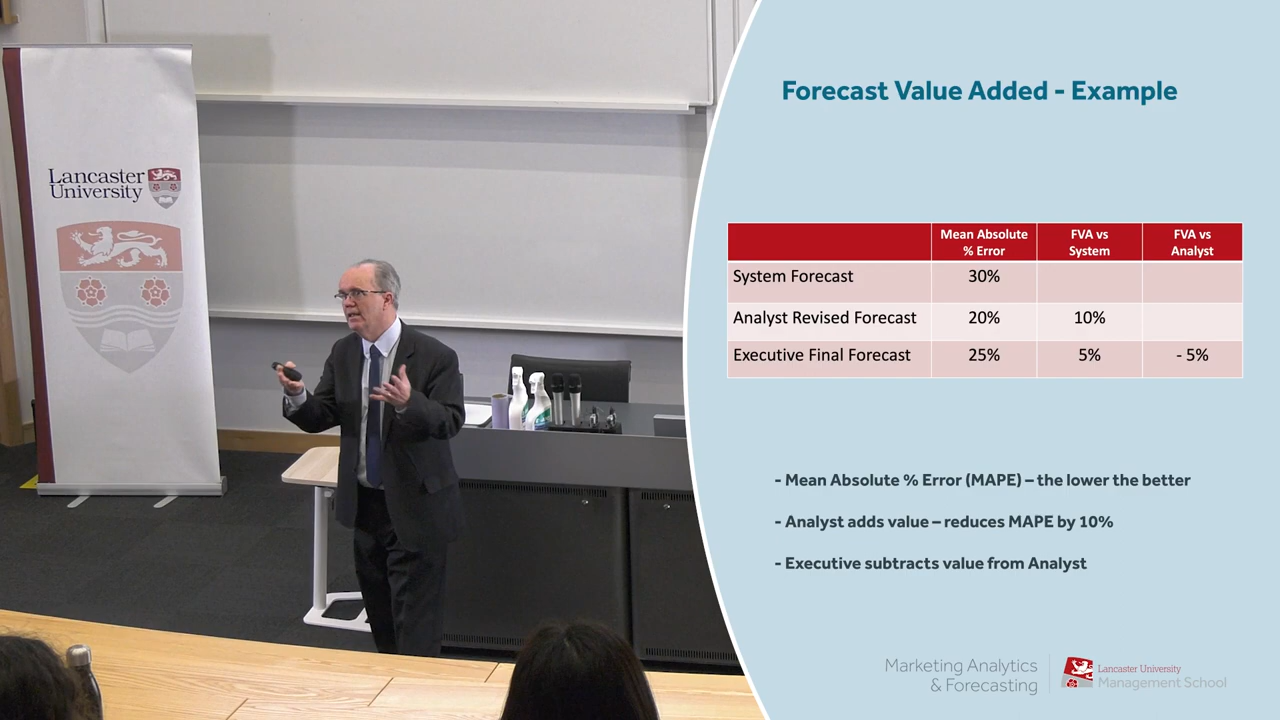 Lancaster
University
Forecast Value Added - Example
Mean Absolute % Error
FVA vs System
FVA vs Analyst
System Forecast 30%
Analyst Revised Forecast 20% 10%
Executive Final Forecast 25% 5% - 5%
- Mean Absolute % Error (MAPE) – the lower the better
- Analyst adds value – reduces MAPE by 10%
- Executive subtracts value from Analyst
Marketing Analytics
& Forecasting
Lancaster University
Management School